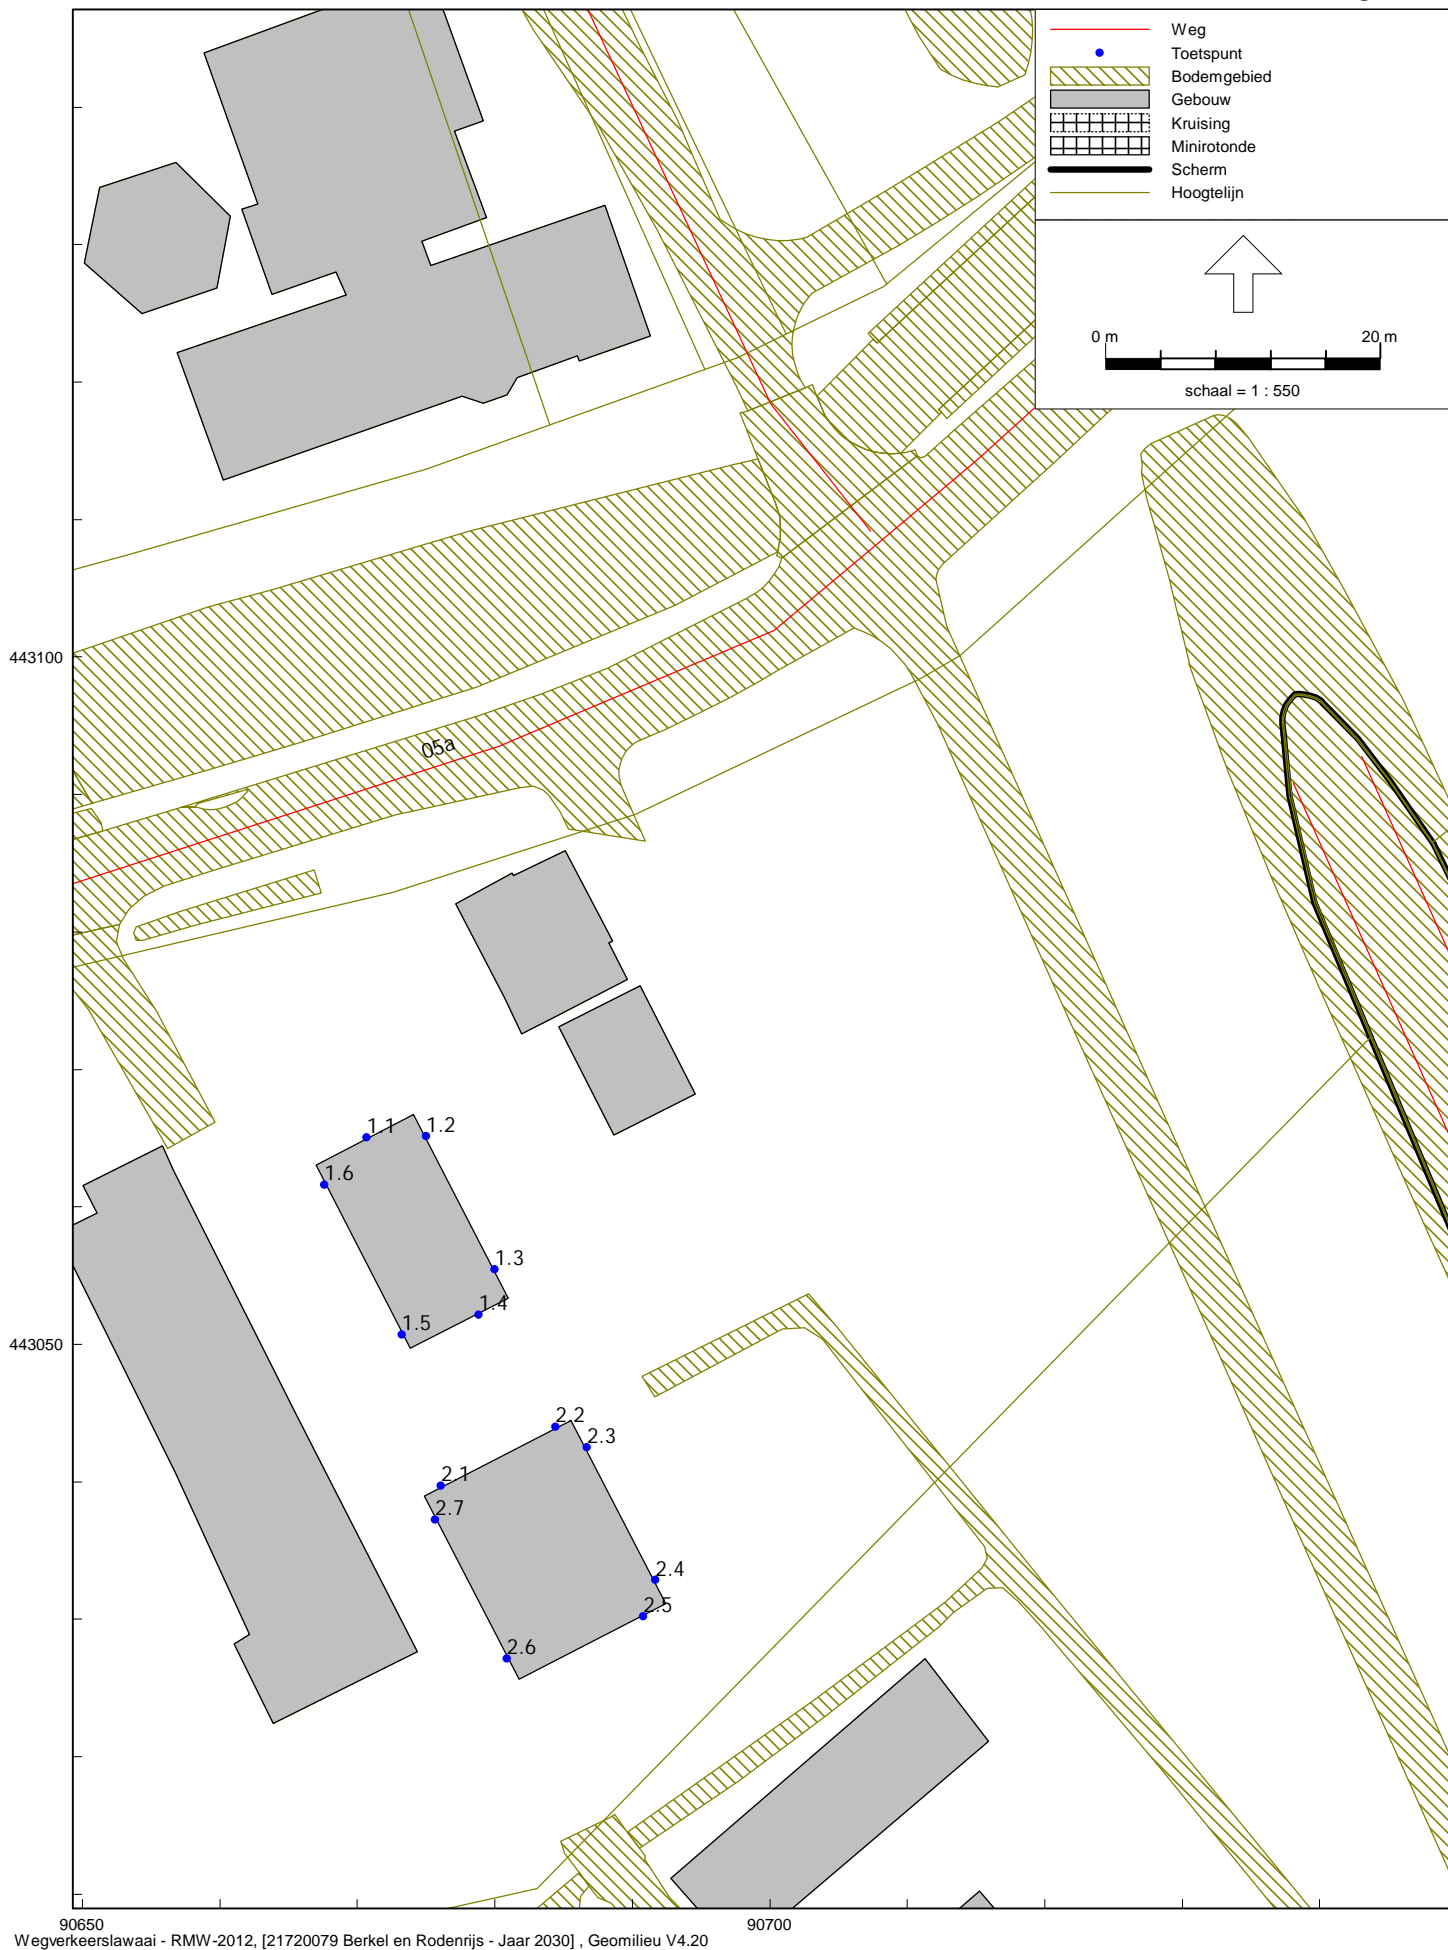 Weg
Toetspunt
Bodemgebied
Gebouw
Kruising
Minirotonde
Scherm
Hoogtelijn
0 m
20 m
schaal = 1 : 550
443100
05a
1.1
1.2
1.6
1.3
1.4
1.5
443050
2.2
2.3
2.1
2.7
2.4
2.5
2.6
90650
90700
Wegverkeerslawaai - RMW-2012, [21720079 Berkel en Rodenrijs - Jaar 2030] , Geomilieu V4.20